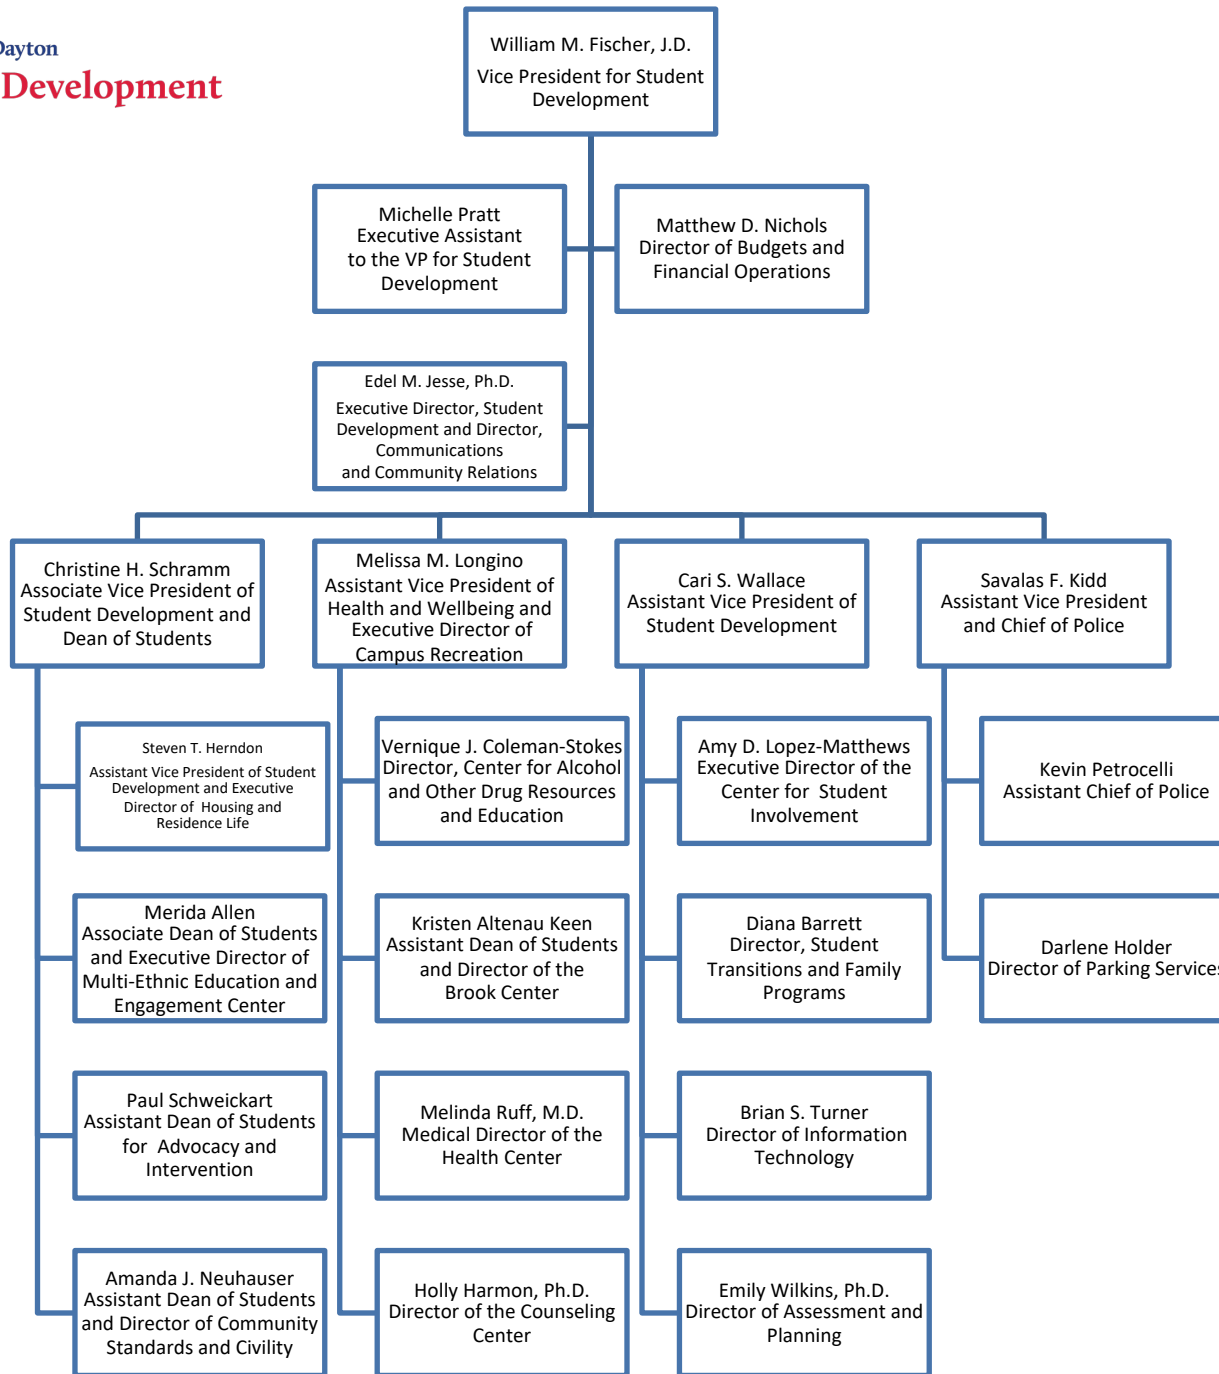 Dayton
Development
William M. Fischer, J.D.
Vice President for Student
Development
Michelle Pratt
Executive Assistant
to the VP for Student
Development
Matthew D. Nichols
Director of Budgets and
Financial Operations
Edel M. Jesse, Ph.D.
Executive Director, Student
Development and Director,
Communications
and Community Relations
Christine H. Schramm
Associate Vice President of
Student Development and
Dean of Students
Melissa M. Longino
Assistant Vice President of
Health and Wellbeing and
Executive Director of
Campus Recreation
Cari S. Wallace
Assistant Vice President of
Student Development
Savalas F. Kidd
Assistant Vice President
and Chief of Police
Steven T. Herndon
Assistant Vice President of Student
Development and Executive
Director of Housing and
Residence Life
Vernique J. Coleman-Stokes
Director, Center for Alcohol
and Other Drug Resources
and Education
Amy D. Lopez-Matthews
Executive Director of the
Center for Student
Involvement
Kevin Petrocelli
Assistant Chief of Police
Merida Allen
Associate Dean of Students
and Executive Director of
Multi-Ethnic Education and
Engagement Center
Kristen Altenau Keen
Assistant Dean of Students
and Director of the
Brook Center
Diana Barrett
Director, Student
Transitions and Family
Programs
Darlene Holder
Director of Parking Services
Paul Schweickart
Assistant Dean of Students
for Advocacy and
Intervention
Melinda Ruff, M.D.
Medical Director of the
Health Center
Brian S. Turner
Director of Information
Technology
Amanda J. Neuhauser
Assistant Dean of Students
and Director of Community
Standards and Civility
Holly Harmon, Ph.D.
Director of the Counseling
Center
Emily Wilkins, Ph.D.
Director of Assessment and
Planning